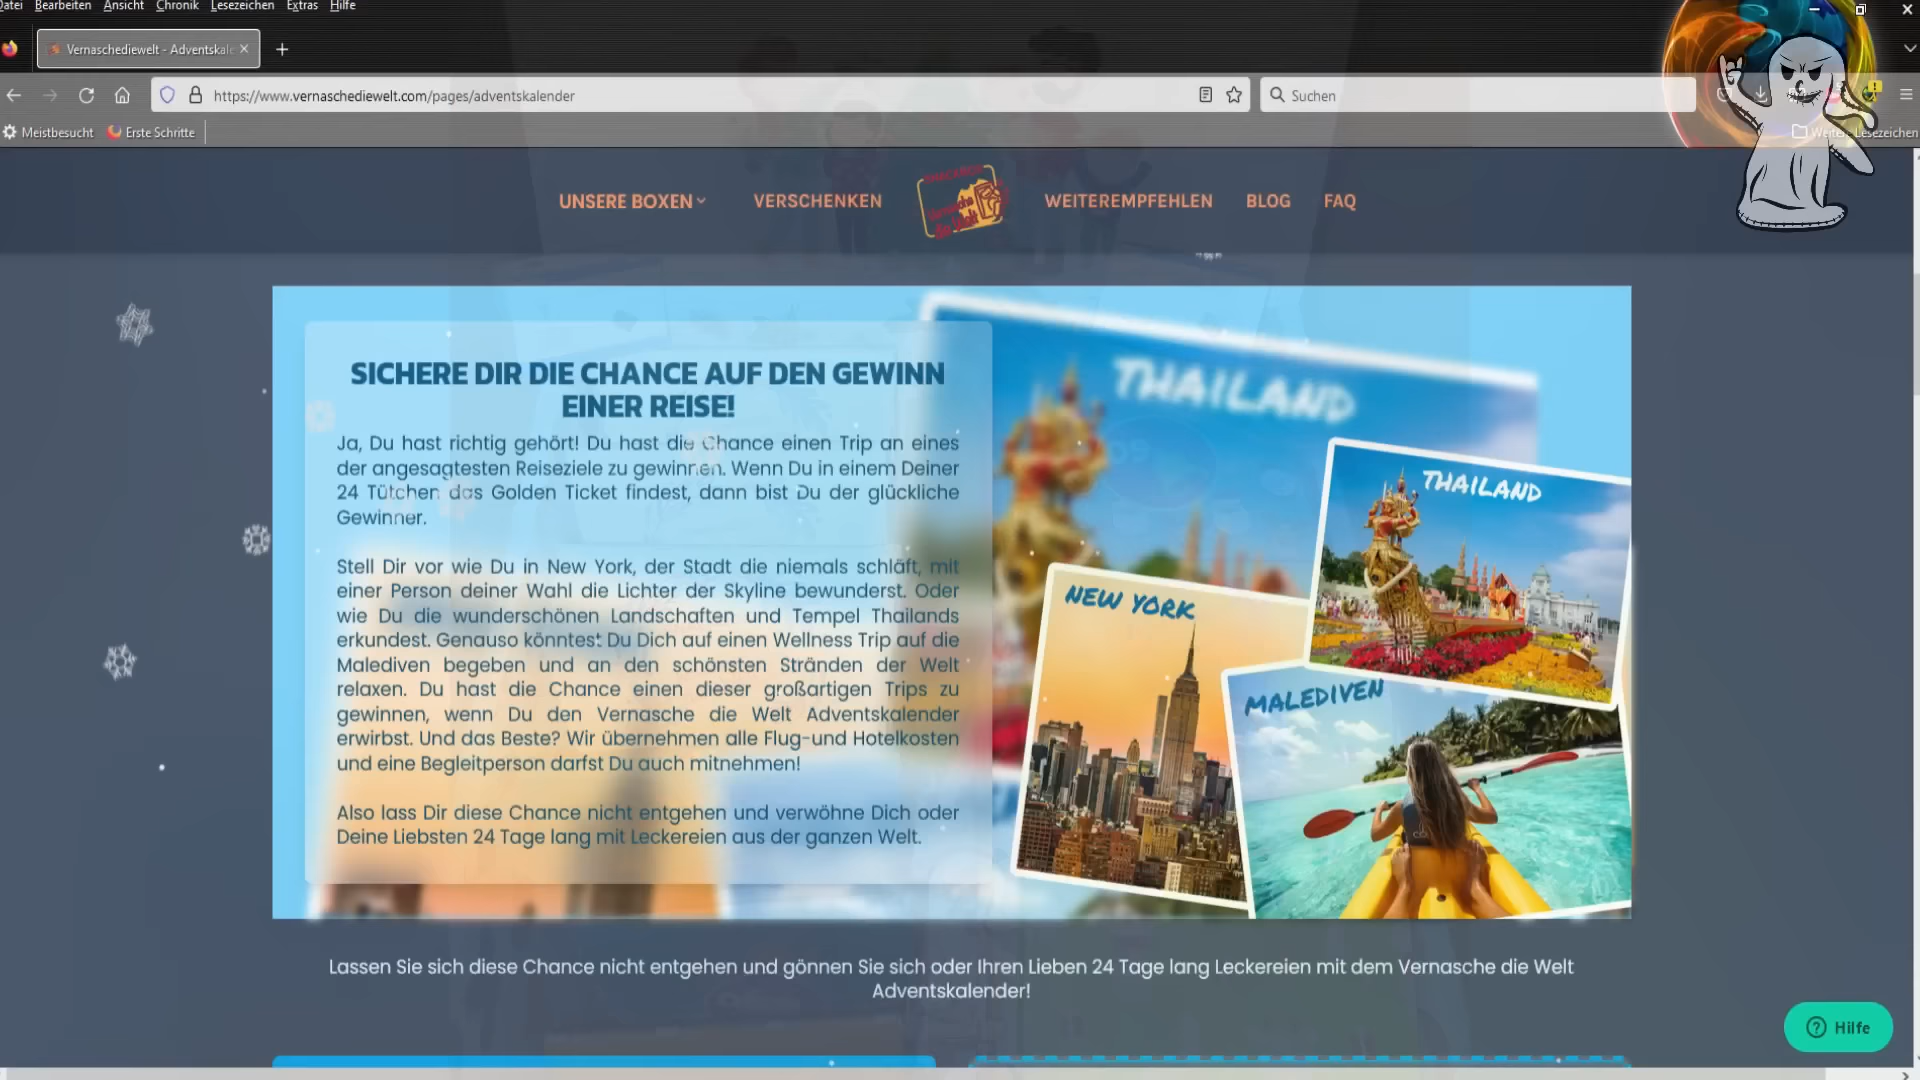 Datei Bearbeiten Ansicht Chronik Lesezeichen Extras Hilfe
Vernaschediewelt - Adventskale
https://www.vernaschediewelt.com/pages/adventskalender
Suchen
Meistbesucht Erste Schritte
Lesezeichen
UNSERE BOXEN VERSCHENKEN WEITEREMPFEHLEN BLOG FAQ
Vernasche
die Welt
SICHERE DIR DIE CHANCE AUF DEN GEWINN
EINER REISE!
Ja, Du hast richtig gehört! Du hast die Chance einen Trip an eines
der angesagtesten Reiseziele zu gewinnen. Wenn Du in einem Deiner
24 Tütchen das Golden Ticket findest, dann bist Du der glückliche
Gewinner.
Stell Dir vor wie Du in New York, der Stadt die niemals schläft, mit
einer Person deiner Wahl die Lichter der Skyline bewunderst. Oder
wie Du die wunderschönen Landschaften und Tempel Thailands
erkundest. Genauso könntest Du Dich auf einen Wellness Trip auf die
Malediven begeben und an den schönsten Stränden der Welt
relaxen. Du hast die Chance einen dieser großartigen Trips zu
gewinnen, wenn Du den Vernasche die Welt Adventskalender
erwirbst. Und das Beste? Wir übernehmen alle Flug-und Hotelkosten
und eine Begleitperson darfst Du auch mitnehmen!
Also lass Dir diese Chance nicht entgehen und verwöhne Dich oder
Deine Liebsten 24 Tage lang mit Leckereien aus der ganzen Welt.
THAILAND
THAILAND
NEW YORK
MALEDIVEN
Lassen Sie sich diese Chance nicht entgehen und gönnen Sie sich oder Ihren Lieben 24 Tage lang Leckereien mit dem Vernasche die Welt
Adventskalender!
Hilfe